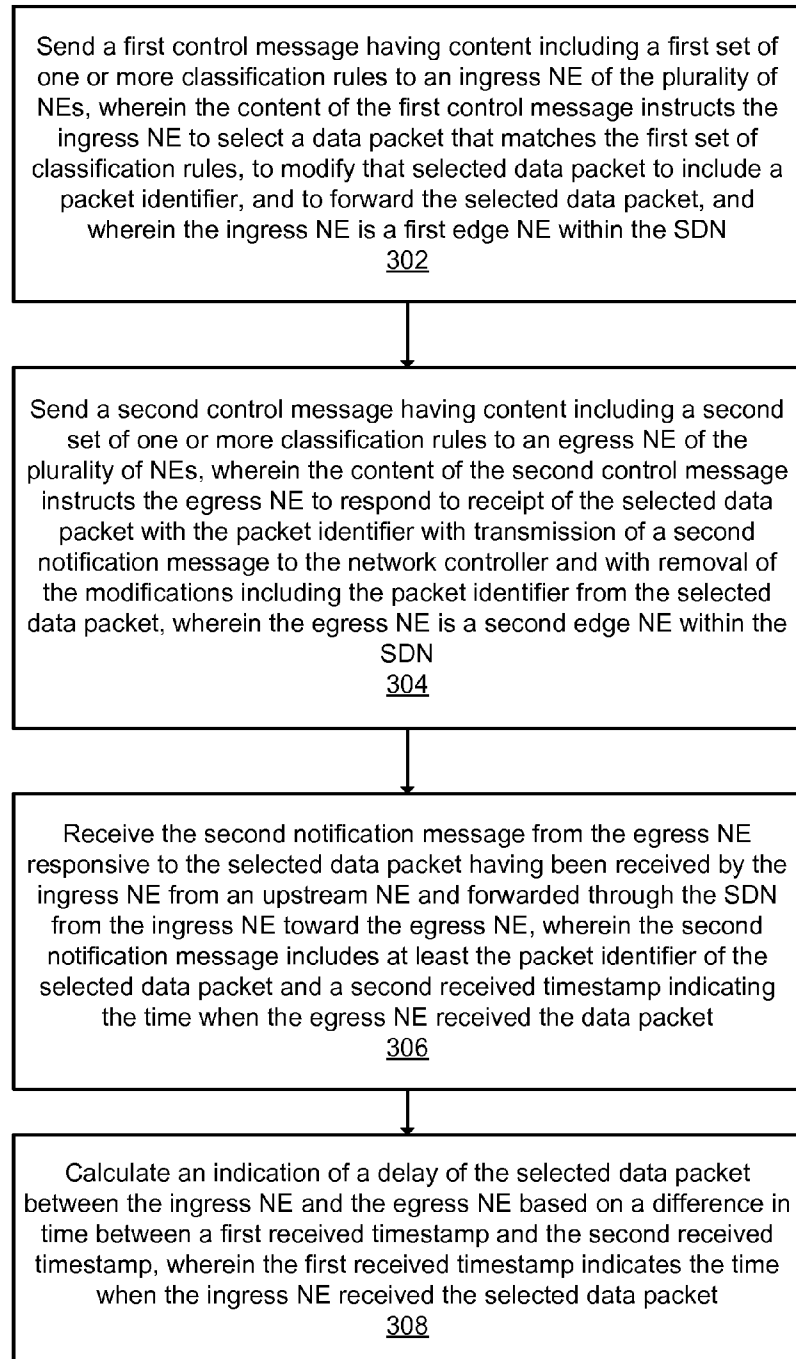 Send a first control message having content including a first set of
one or more classification rules to an ingress NE of the plurality of
NEs, wherein the content of the first control message instructs the
ingress NE to select a data packet that matches the first set of
classification rules, to modify that selected data packet to include a
packet identifier, and to forward the selected data packet, and
wherein the ingress NE is a first edge NE within the SDN
302
Send a second control message having content including a second
set of one or more classification rules to an egress NE of the
plurality of NEs, wherein the content of the second control message
instructs the egress NE to respond to receipt of the selected data
packet with the packet identifier with transmission of a second
notification message to the network controller and with removal of
the modifications including the packet identifier from the selected
data packet, wherein the egress NE is a second edge NE within the
SDN
304
Receive the second notification message from the egress NE
responsive to the selected data packet having been received by the
ingress NE from an upstream NE and forwarded through the SDN
from the ingress NE toward the egress NE, wherein the second
notification message includes at least the packet identifier of the
selected data packet and a second received timestamp indicating
the time when the egress NE received the data packet
306
Calculate an indication of a delay of the selected data packet
between the ingress NE and the egress NE based on a difference in
time between a first received timestamp and the second received
timestamp, wherein the first received timestamp indicates the time
when the ingress NE received the selected data packet
308